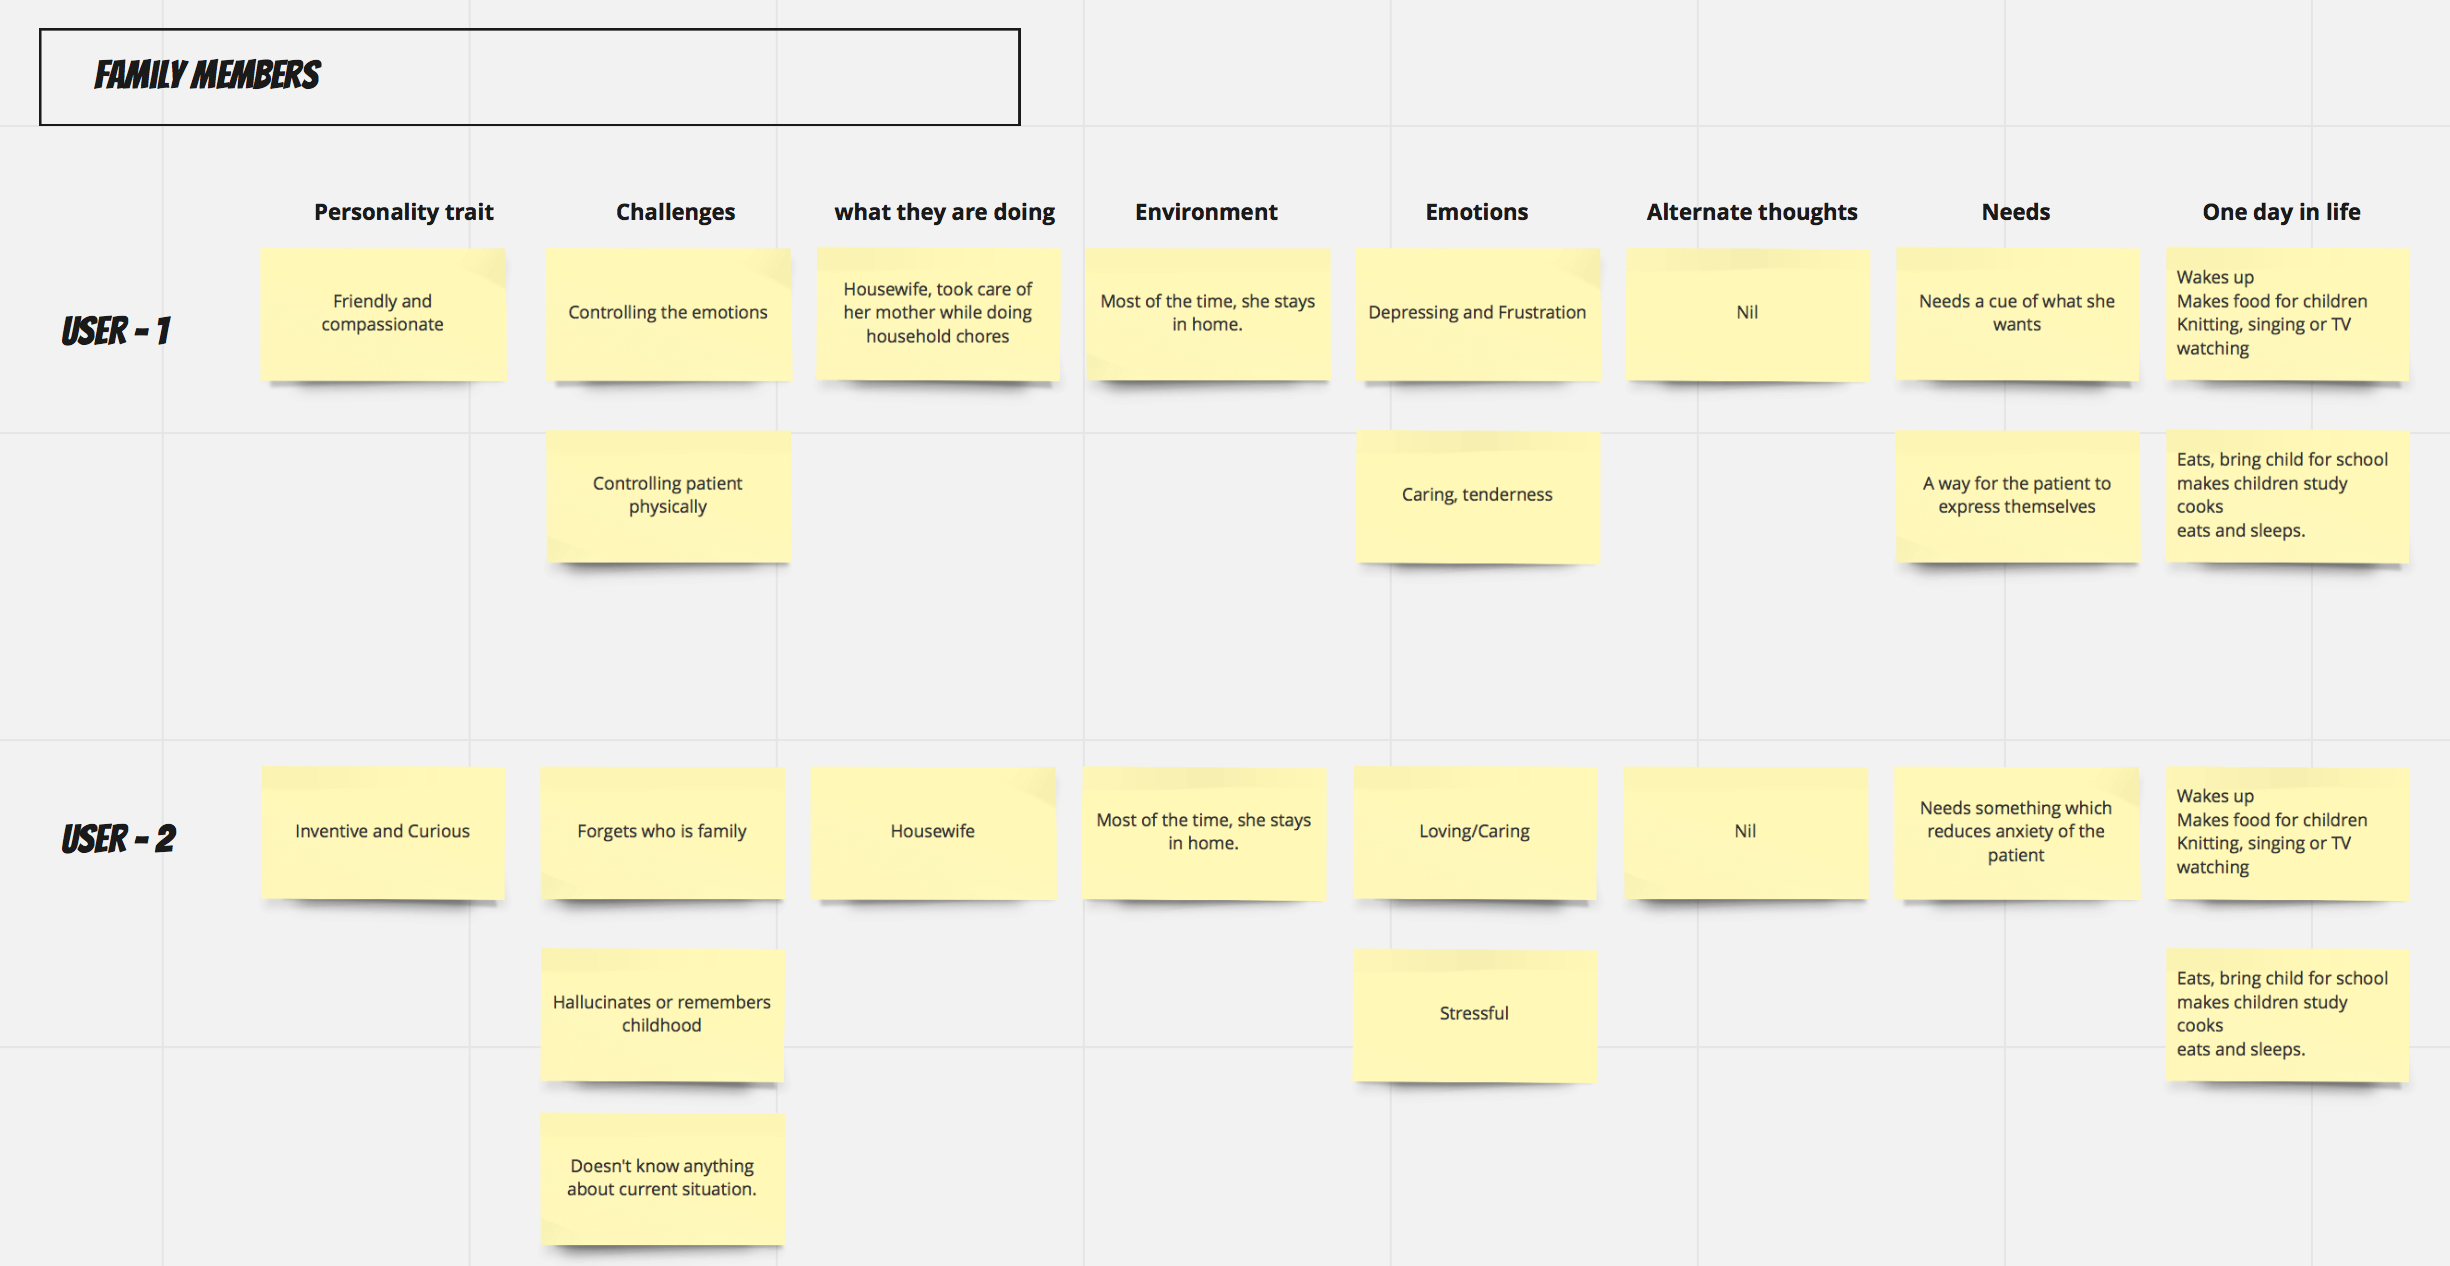 FAMILY MEMBERS
Personality trait
Challenges
what they are doing
Environment
Emotions
Alternate thoughts
Needs
One day in life
USER - 1
Friendly and
compassionate
Controlling the emotions
Housewife, took care of
her mother while doing
household chores
Most of the time, she stays
in home.
Depressing and Frustration
Nil
Needs a cue of what she
wants
Wakes up
Makes food for children
Knitting, singing or TV
watching
Controlling patient
physically
Caring, tenderness
A way for the patient to
express themselves
Eats, bring child for school
makes children study
cooks
eats and sleeps.
USER - 2
Inventive and Curious
Forgets who is family
Housewife
Most of the time, she stays
in home.
Loving/Caring
Nil
Needs something which
reduces anxiety of the
patient
Wakes up
Makes food for children
Knitting, singing or TV
watching
Hallucinates or remembers
childhood
Stressful
Eats, bring child for school
makes children study
cooks
eats and sleeps.
Doesn't know anything
about current situation.